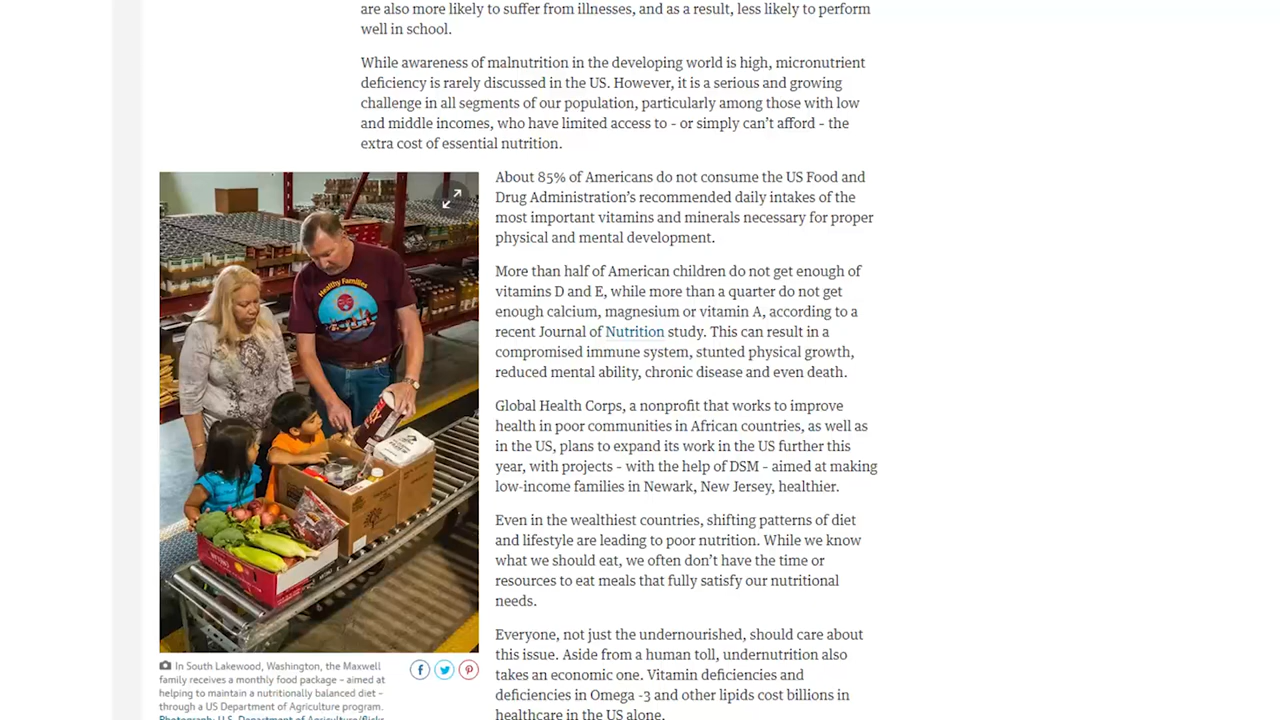 are also more likely to suffer from illnesses, and as a result, less likely to perform
well in school.
While awareness of malnutrition in the developing world is high, micronutrient
deficiency is rarely discussed in the US. However, it is a serious and growing
challenge in all segments of our population, particularly among those with low
and middle incomes, who have limited access to – or simply can’t afford – the
extra cost of essential nutrition.
Healthy Families
In South Lakewood, Washington, the Maxwell
family receives a monthly food package – aimed at
helping to maintain a nutritionally balanced diet –
through a US Department of Agriculture program.
Photograph: U.S. Department of Agriculture/flickr
About 85% of Americans do not consume the US Food and
Drug Administration’s recommended daily intakes of the
most important vitamins and minerals necessary for proper
physical and mental development.
More than half of American children do not get enough of
vitamins D and E, while more than a quarter do not get
enough calcium, magnesium or vitamin A, according to a
recent Journal of Nutrition study. This can result in a
compromised immune system, stunted physical growth,
reduced mental ability, chronic disease and even death.
Global Health Corps, a nonprofit that works to improve
health in poor communities in African countries, as well as
in the US, plans to expand its work in the US further this
year, with projects – with the help of DSM – aimed at making
low-income families in Newark, New Jersey, healthier.
Even in the wealthiest countries, shifting patterns of diet
and lifestyle are leading to poor nutrition. While we know
what we should eat, we often don’t have the time or
resources to eat meals that fully satisfy our nutritional
needs.
Everyone, not just the undernourished, should care about
this issue. Aside from a human toll, undernutrition also
takes an economic one. Vitamin deficiencies and
deficiencies in Omega -3 and other lipids cost billions in
healthcare in the US alone.